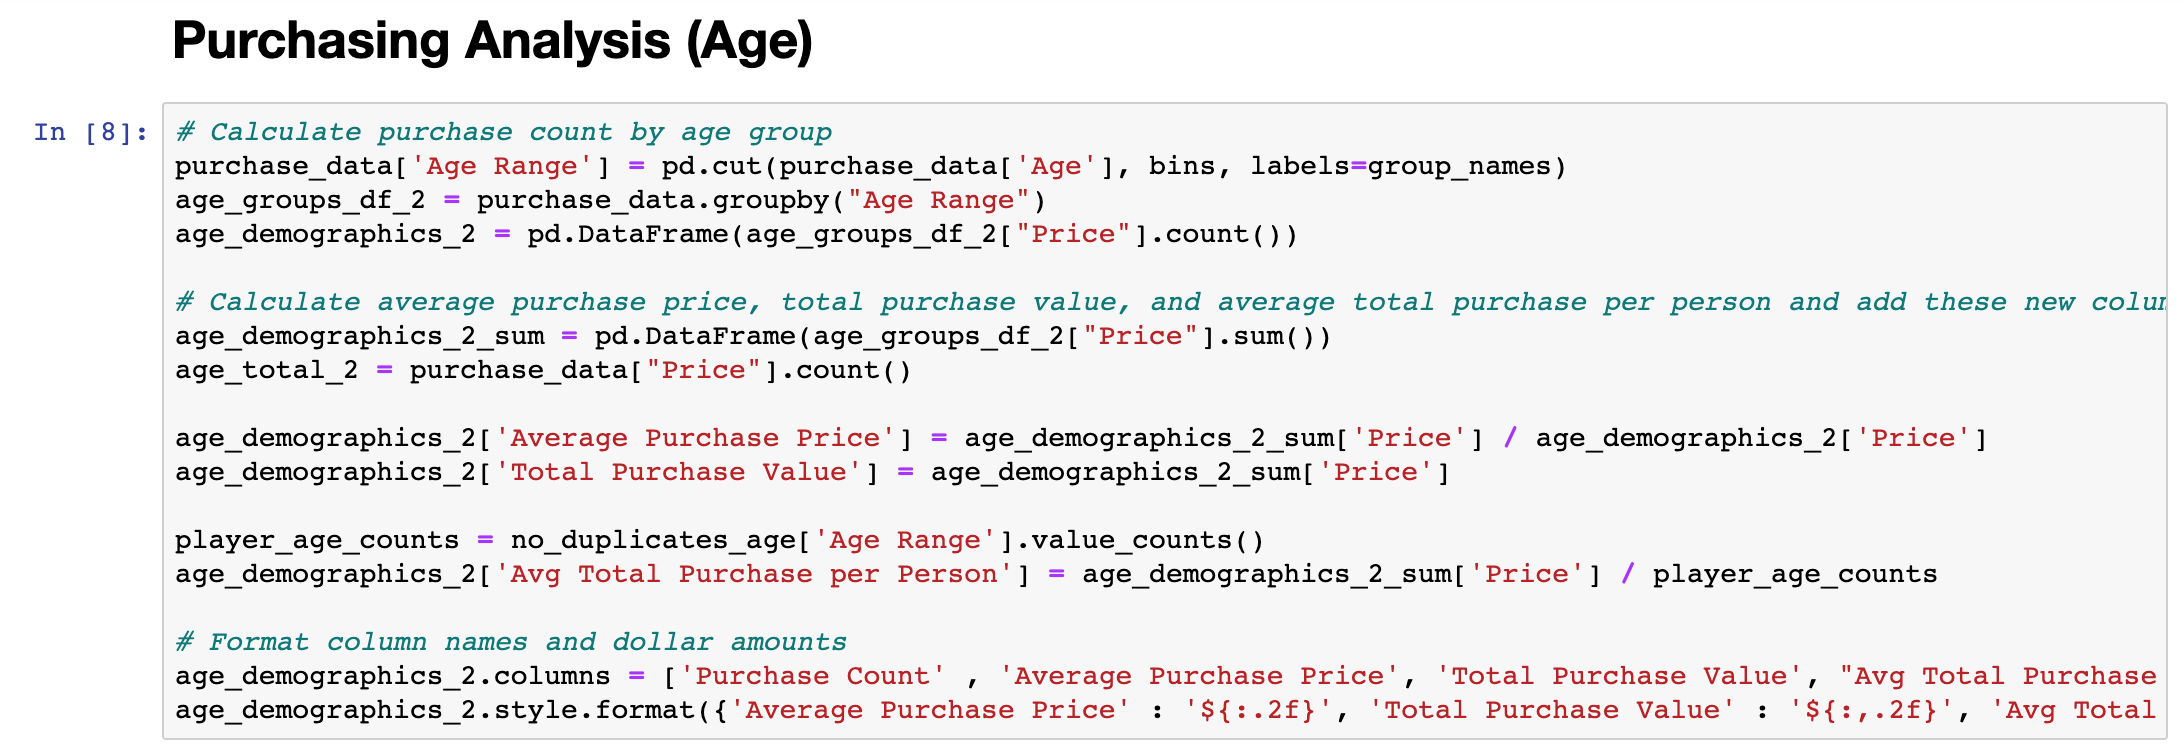 Purchasing Analysis (Age)
In [8]:
# Calculate purchase count by age group
purchase_data['Age Range'] = pd.cut(purchase_data['Age'], bins, labels=group_names)
age_groups_df_2 = purchase_data.groupby("Age Range")
age_demographics_2 = pd.DataFrame(age_groups_df_2["Price"].count())
# Calculate average purchase price, total purchase value, and average total purchase per person and add these new
age_demographics_2_sum = pd.DataFrame(age_groups_df_2["Price"].sum())
age_total_2 = purchase_data["Price"].count()
age_demographics_2['Average Purchase Price'] = age_demographics_2_sum['Price'] / age_demographics_2['Price']
age_demographics_2['Total Purchase Value'] = age_demographics_2_sum['Price']
player_age_counts = no_duplicates_age['Age Range'].value_counts()
age_demographics_2['Avg Total Purchase per Person'] = age_demographics_2_sum['Price'] / player_age_counts
# Format column names and dollar amounts
age_demographics_2.columns = ['Purchase Count' , 'Average Purchase Price', 'Total Purchase Value', "Avg Total Purchase
age_demographics_2.style.format({'Average Purchase Price' : '${:.2f}', 'Total Purchase Value' : '${:,.2f}', 'Avg Total